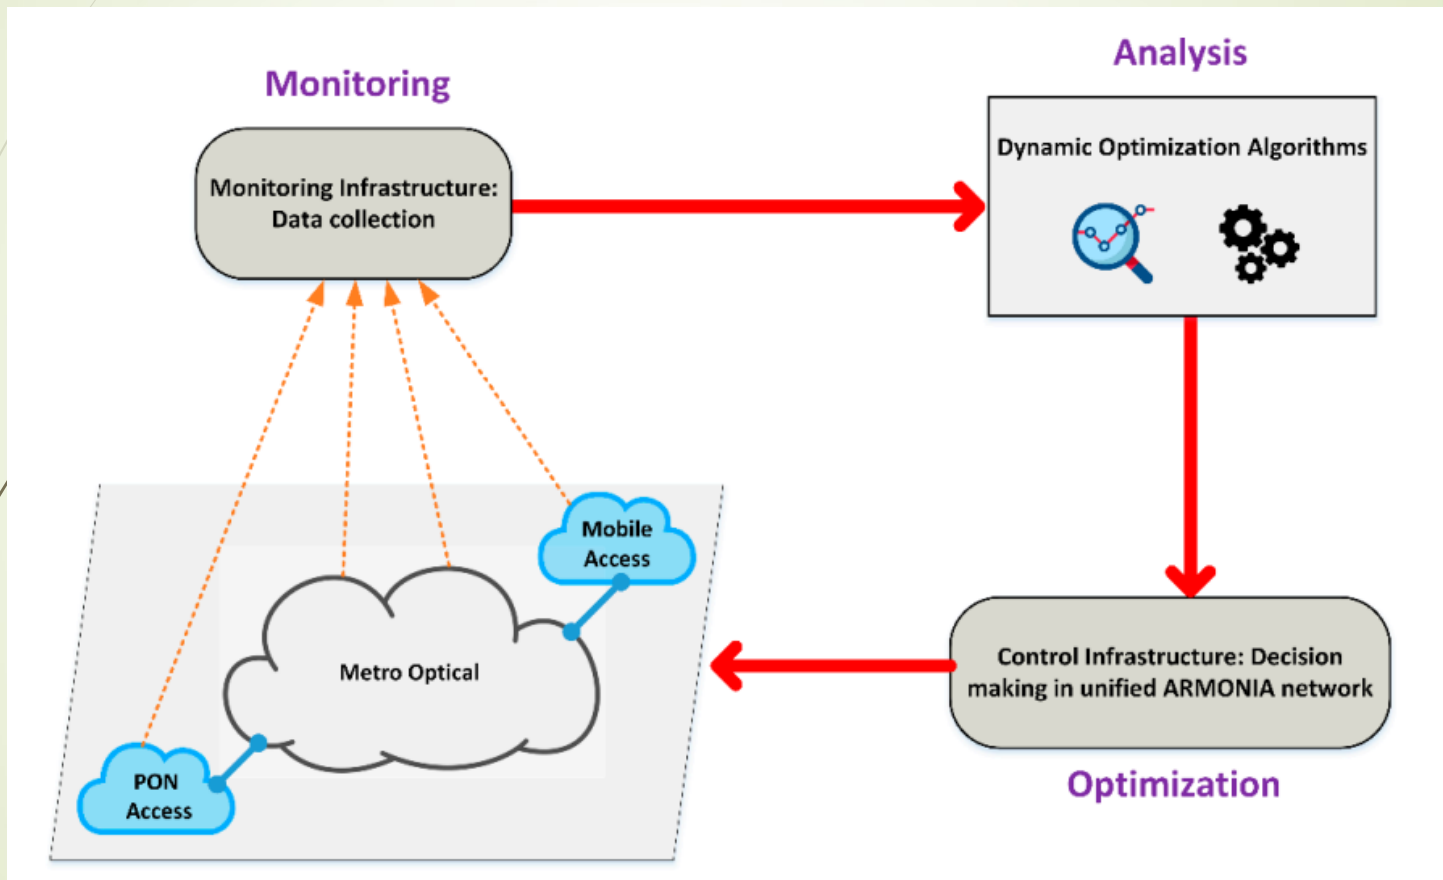 Monitoring
Monitoring Infrastructure:
Data collection
Analysis
Dynamic Optimization Algorithms
Mobile
Access
Metro Optical
PON
Access
Control Infrastructure: Decision
making in unified ARMONIA network
Optimization